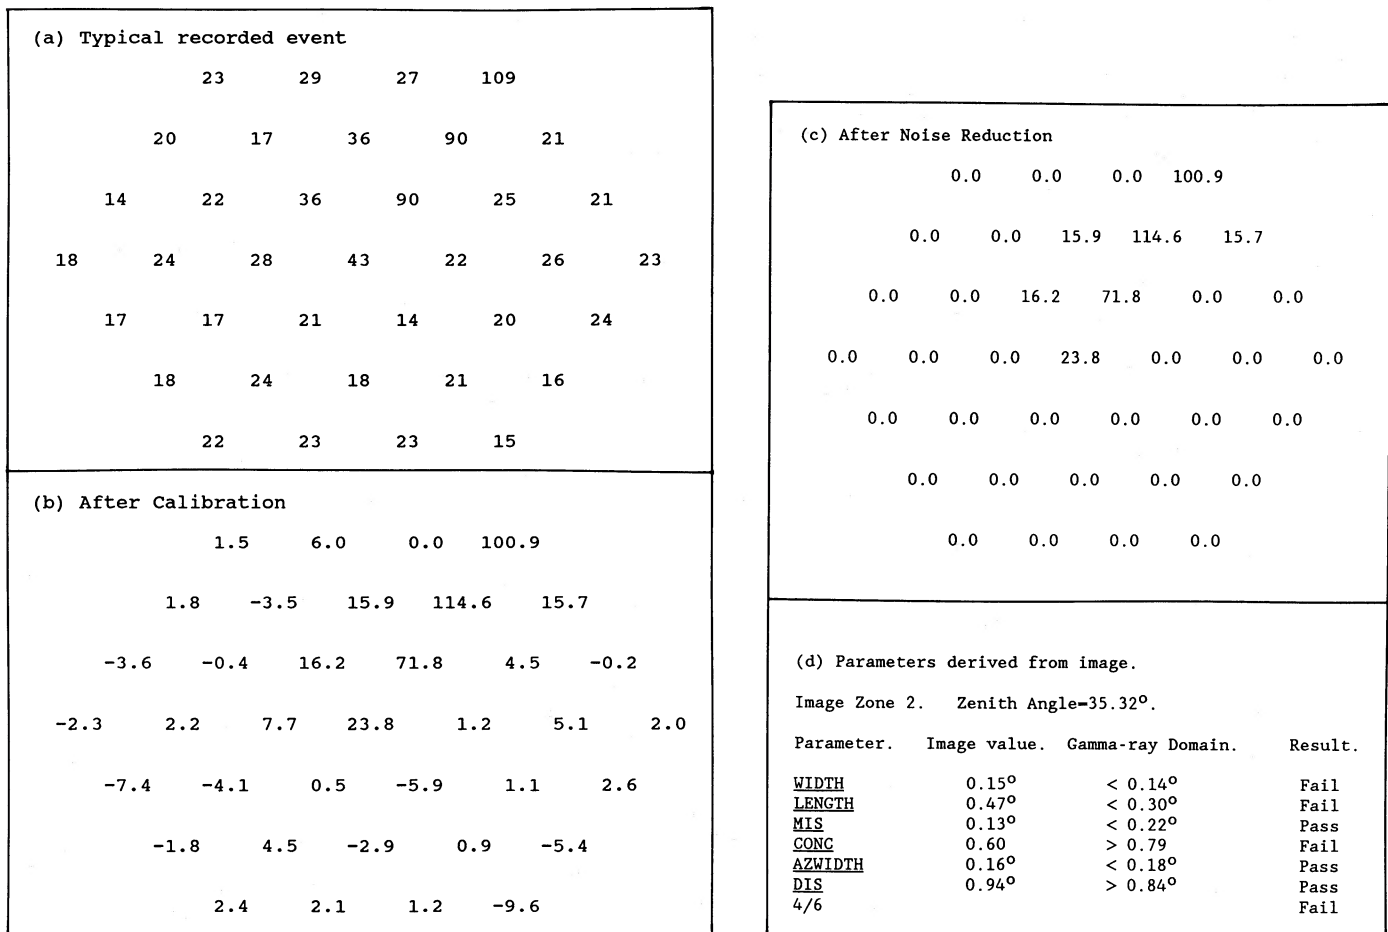 (a) Typical recorded event
23 29 27 109
20 17 36 90 21
14 22 36 90 25 21
18 24 28 43 22 26 23
17 17 21 14 20 24
18 24 18 21 16
22 23 23 15
(b) After Calibration
1.5 6.0 0.0 100.9
1.8 -3.5 15.9 114.6 15.7
-3.6 -0.4 16.2 71.8 4.5 -0.2
-2.3 2.2 7.7 23.8 1.2 5.1 2.0
-7.4 -4.1 0.5 -5.9 1.1 2.6
-1.8 4.5 -2.9 0.9 -5.4
2.4 2.1 1.2 -9.6
(c) After Noise Reduction
0.0 0.0 0.0 100.9
0.0 0.0 15.9 114.6 15.7
0.0 0.0 16.2 71.8 0.0 0.0
0.0 0.0 0.0 23.8 0.0 0.0 0.0
0.0 0.0 0.0 0.0 0.0 0.0
0.0 0.0 0.0 0.0 0.0
0.0 0.0 0.0 0.0
(d) Parameters derived from image.
Image Zone 2. Zenith Angle=35.32°.
Parameter. Image value. Gamma-ray Domain. Result.
WIDTH 0.15° < 0.14° Fail
LENGTH 0.47° < 0.30° Fail
MIS 0.13° < 0.22° Pass
CONC 0.60 > 0.79 Fail
AZWIDTH 0.16° < 0.18° Pass
DIS 0.94° > 0.84° Pass
4/6 Fail